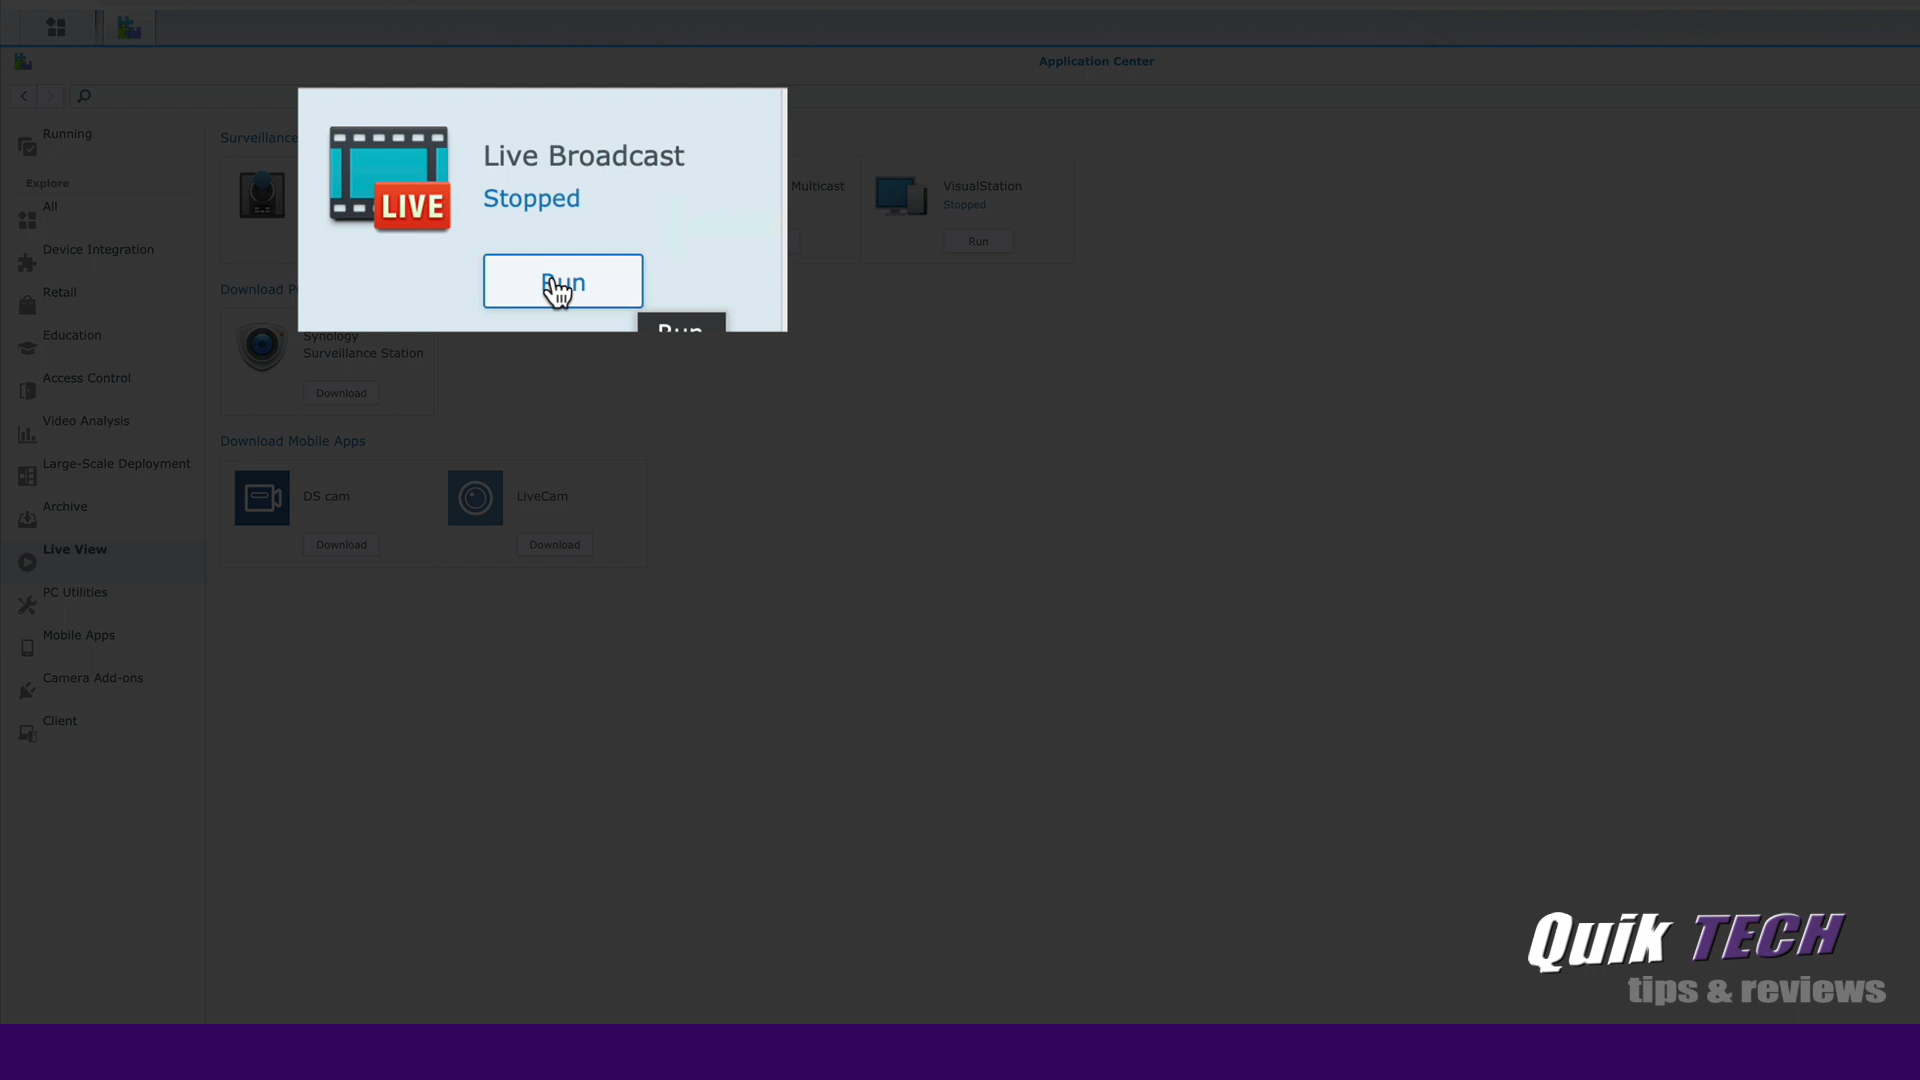 Application Center
Running
Explore
All
Device Integration
Retail
Education
Access Control
Video Analysis
Large-Scale Deployment
Archive
Live View
PC Utilities
Mobile Apps
Camera Add-ons
Client
Surveillance
Live Broadcast
LIVE
Stopped
Run
Run
Multicast
VisualStation
Stopped
Run
Download
Synology
Surveillance Station
Download
Download Mobile Apps
DS cam
Download
LiveCam
Download
Quik TECH
tips & reviews